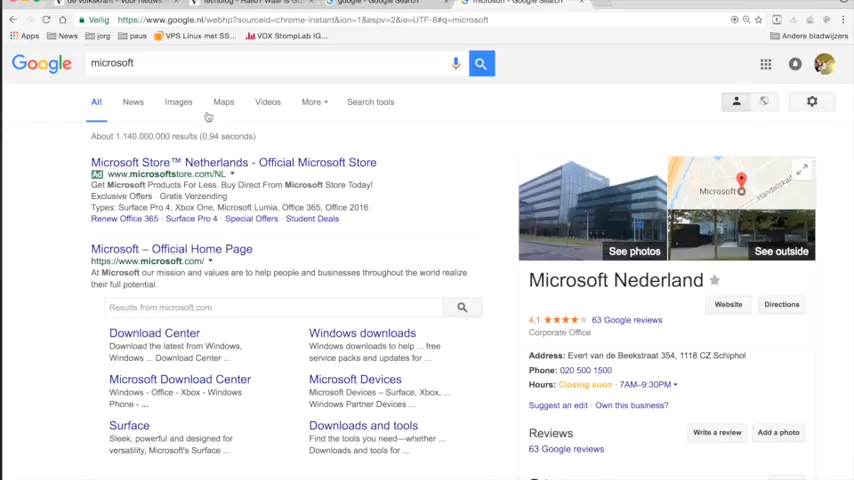 de Volkskrant - Voor nieuws,
google - Google Search
microsoft - Google Search
Veilig https://www.google.nl/webhp?sourceid=chrome-instant&ion=1&espv=2&ie=UTF-8#q=microsoft
Apps News jorg paus VPS Linux met SS... VOX StompLab IG... Andere bladwijzers
Google microsoft
All News Images Maps Videos More Search tools
About 1.140.000.000 results (0,94 seconds)
Microsoft Store™ Netherlands - Official Microsoft Store
Ad www.microsoftstore.com/NL
Get Microsoft Products For Less. Buy Direct From Microsoft Store Today!
Exclusive Offers · Gratis Verzending
Types: Surface Pro 4, Xbox One, Microsoft Lumia, Office 365, Office 2016
Renew Office 365 · Surface Pro 4 · Special Offers · Student Deals
Microsoft – Official Home Page
https://www.microsoft.com/
At Microsoft our mission and values are to help people and businesses throughout the world realize
their full potential.
Results from microsoft.com
Download Center
Download the latest from Windows,
Windows ... Download Center ...
Windows downloads
Windows downloads to help ... free
service packs and updates for ...
Microsoft Download Center
Windows - Office - Xbox - Windows
Phone - ...
Microsoft Devices
Microsoft Devices – Surface, Xbox, ...
Windows Partner Devices ...
Surface
Sleek, powerful and designed for
versatility, Microsoft's Surface ...
Downloads and tools
Find the tools you need—whether ...
Downloads and tools for ...
Microsoft
Handelska
See photos
See outside
Microsoft Nederland
Website Directions
4,1 63 Google reviews
Corporate Office
Address: Evert van de Beekstraat 354, 1118 CZ Schiphol
Phone: 020 500 1500
Hours: Closing soon · 7AM–9:30PM
Suggest an edit · Own this business?
Reviews
Write a review Add a photo
63 Google reviews